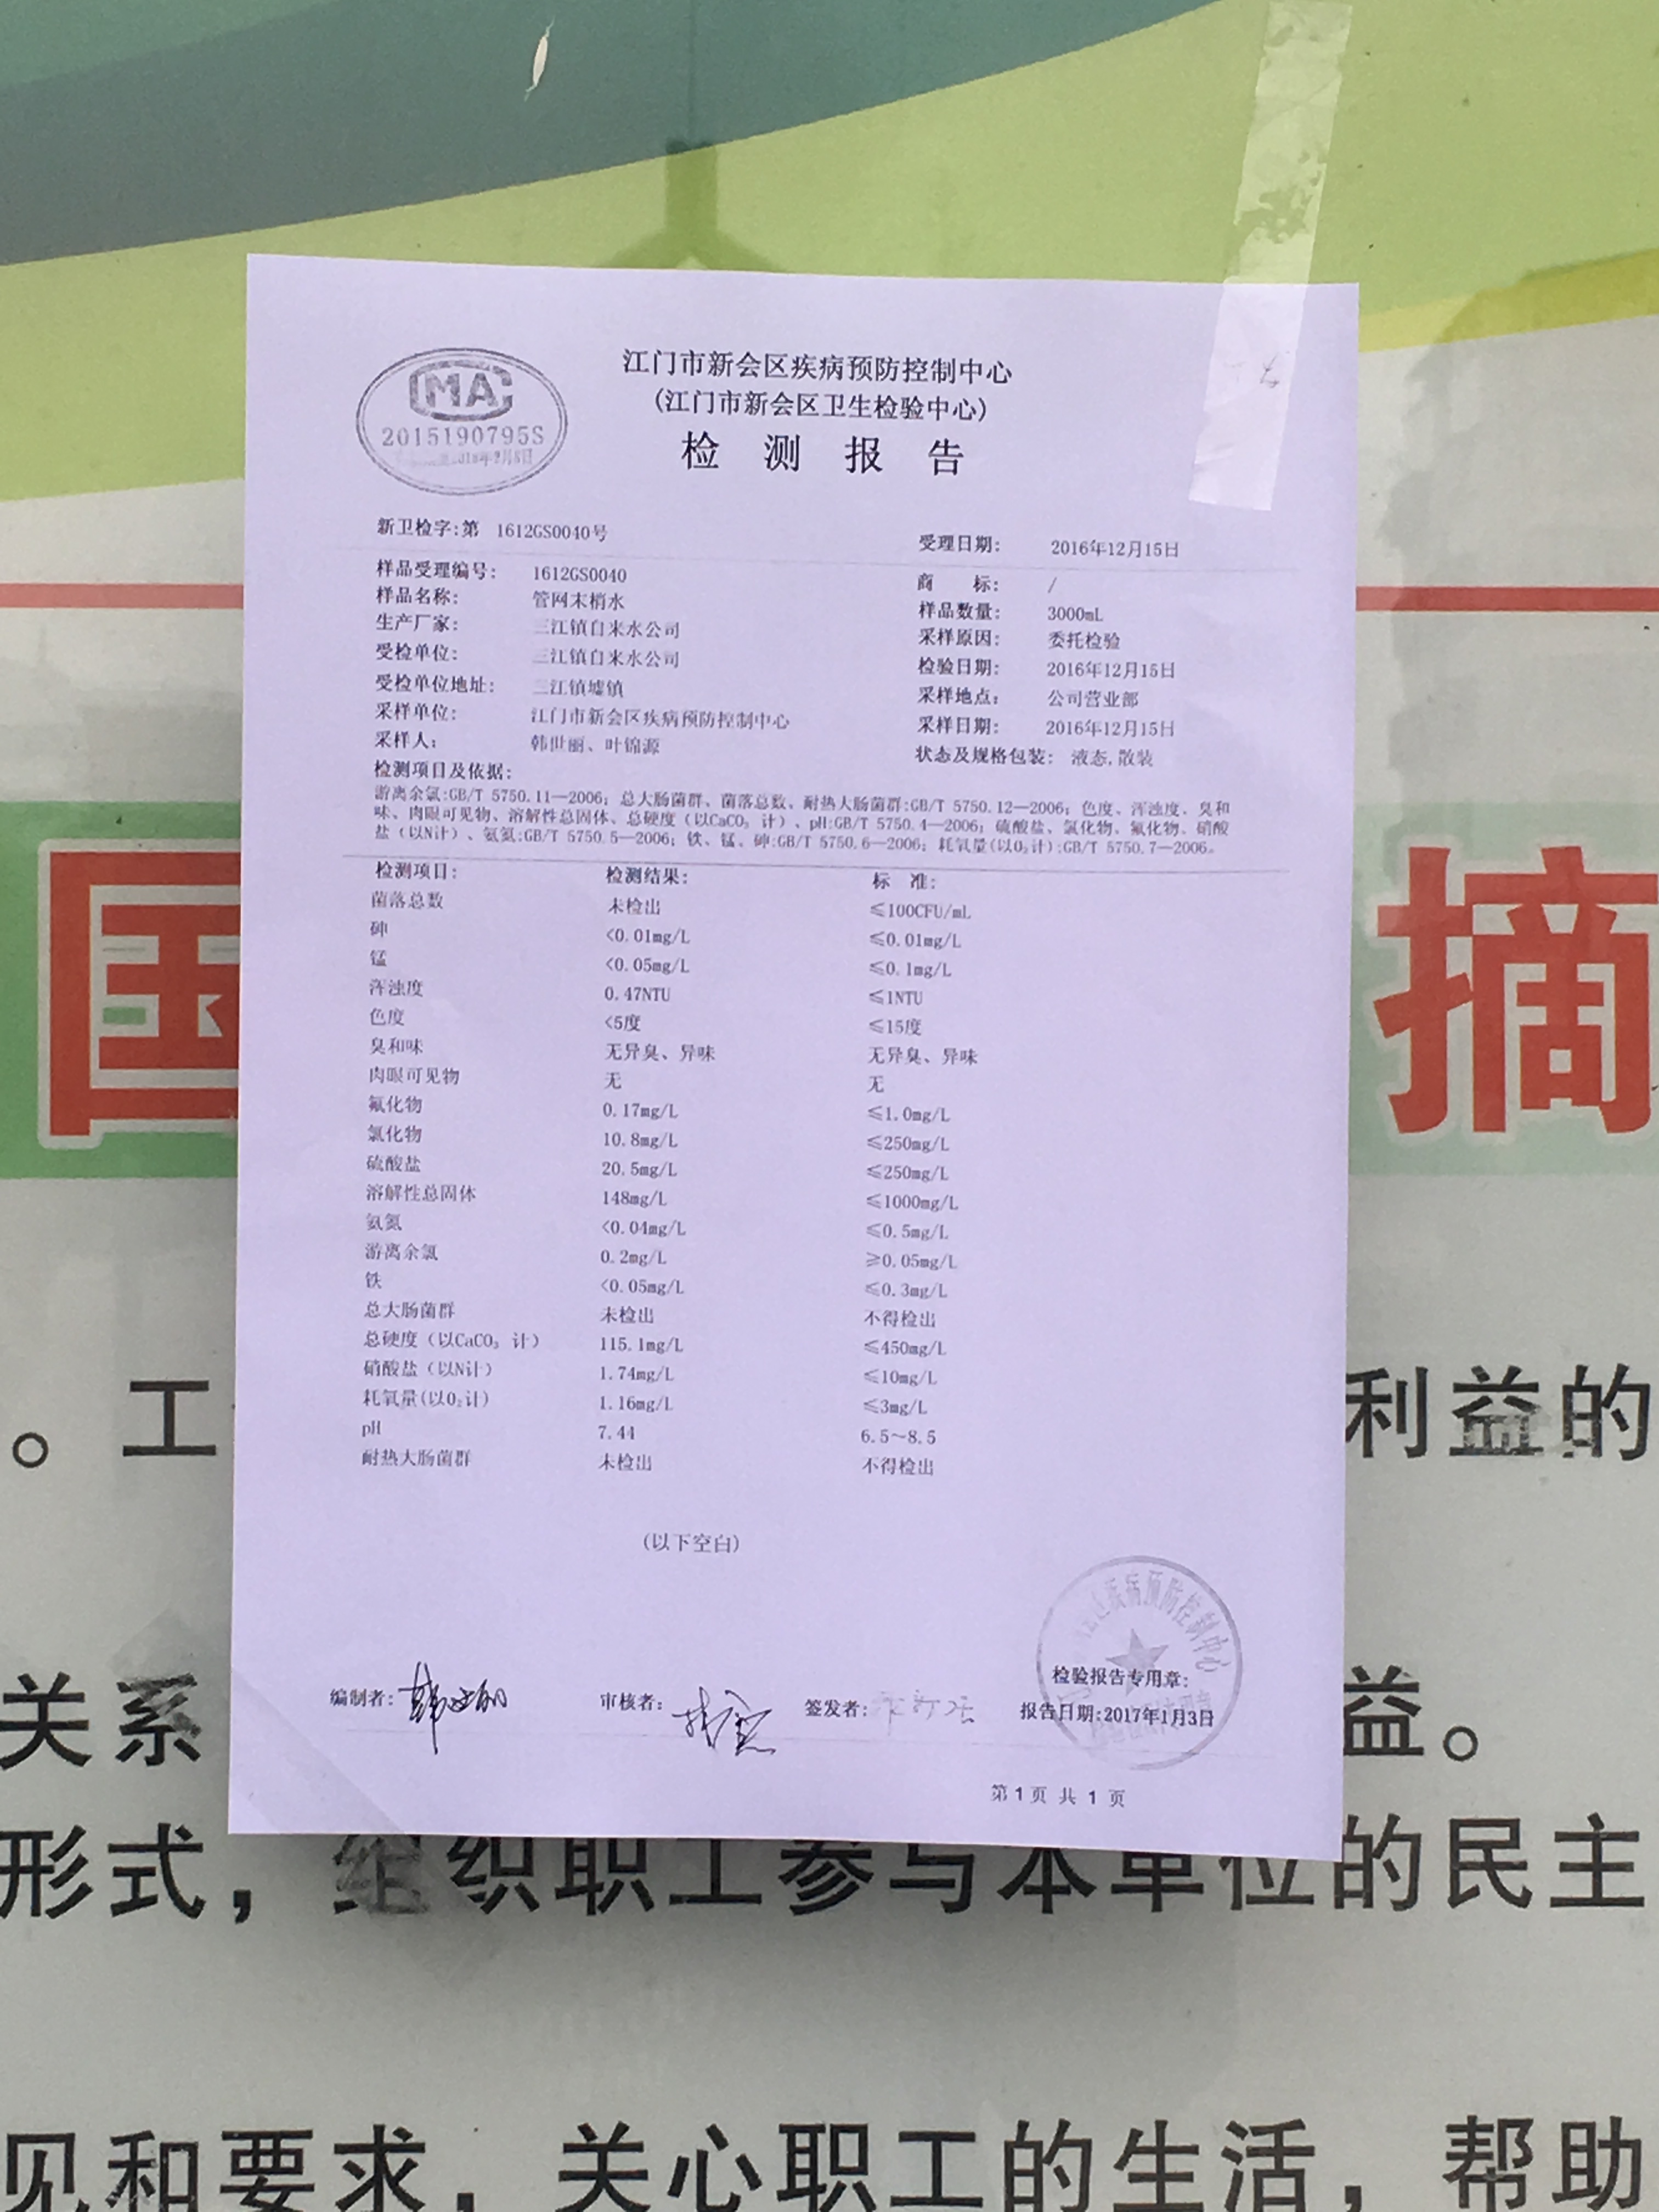 MA
2015190795S
江门市新会区疾病预防控制中心
(江门市新会区卫生检验中心)
检 测 报 告
新卫检字:第 1612GS0040号
受理日期: 2016年12月15日
样品受理编号: 1612GS0040
商 标: /
样品名称: 管网末梢水
样品数量: 3000mL
生产厂家: 三江镇自来水公司
采样原因: 委托检验
受检单位: 三江镇自来水公司
检验日期: 2016年12月15日
受检单位地址: 三江镇墟镇
采样地点: 公司营业部
采样单位: 江门市新会区疾病预防控制中心
采样日期: 2016年12月15日
采样人: 韩世丽、叶锦源
状态及规格包装: 液态,散装
检测项目及依据:
游离余氯:GB/T 5750.11—2006; 总大肠菌群、菌落总数、耐热大肠菌群:GB/T 5750.12—2006; 色度、浑浊度、臭和
味、肉眼可见物、溶解性总固体、总硬度（以CaCO₃ 计）、pH:GB/T 5750.4—2006; 硫酸盐、氯化物、氟化物、硝酸
盐（以N计）、氨氮:GB/T 5750.5—2006; 铁、锰、砷:GB/T 5750.6—2006; 耗氧量(以O₂计):GB/T 5750.7—2006。
检测项目: 检测结果: 标 准:
菌落总数 未检出 ≤100CFU/mL
砷 <0.01mg/L ≤0.01mg/L
锰 <0.05mg/L ≤0.1mg/L
浑浊度 0.47NTU ≤1NTU
色度 <5度 ≤15度
臭和味 无异臭、异味 无异臭、异味
肉眼可见物 无 无
氟化物 0.17mg/L ≤1.0mg/L
氯化物 10.8mg/L ≤250mg/L
硫酸盐 20.5mg/L ≤250mg/L
溶解性总固体 148mg/L ≤1000mg/L
氨氮 <0.04mg/L ≤0.5mg/L
游离余氯 0.2mg/L ≥0.05mg/L
铁 <0.05mg/L ≤0.3mg/L
总大肠菌群 未检出 不得检出
总硬度（以CaCO₃ 计） 115.1mg/L ≤450mg/L
硝酸盐（以N计） 1.74mg/L ≤10mg/L
耗氧量(以O₂计) 1.16mg/L ≤3mg/L
pH 7.44 6.5~8.5
耐热大肠菌群 未检出 不得检出
(以下空白)
疾病预防控制中心
编制者: 韩世丽 审核者: 签发者: 检验报告专用章:
报告日期:2017年1月3日
第 1 页 共 1 页
国 摘
。工 利益的
关系 益。
形式，组织职工参与本单位的民主
见和要求，关心职工的生活，帮助